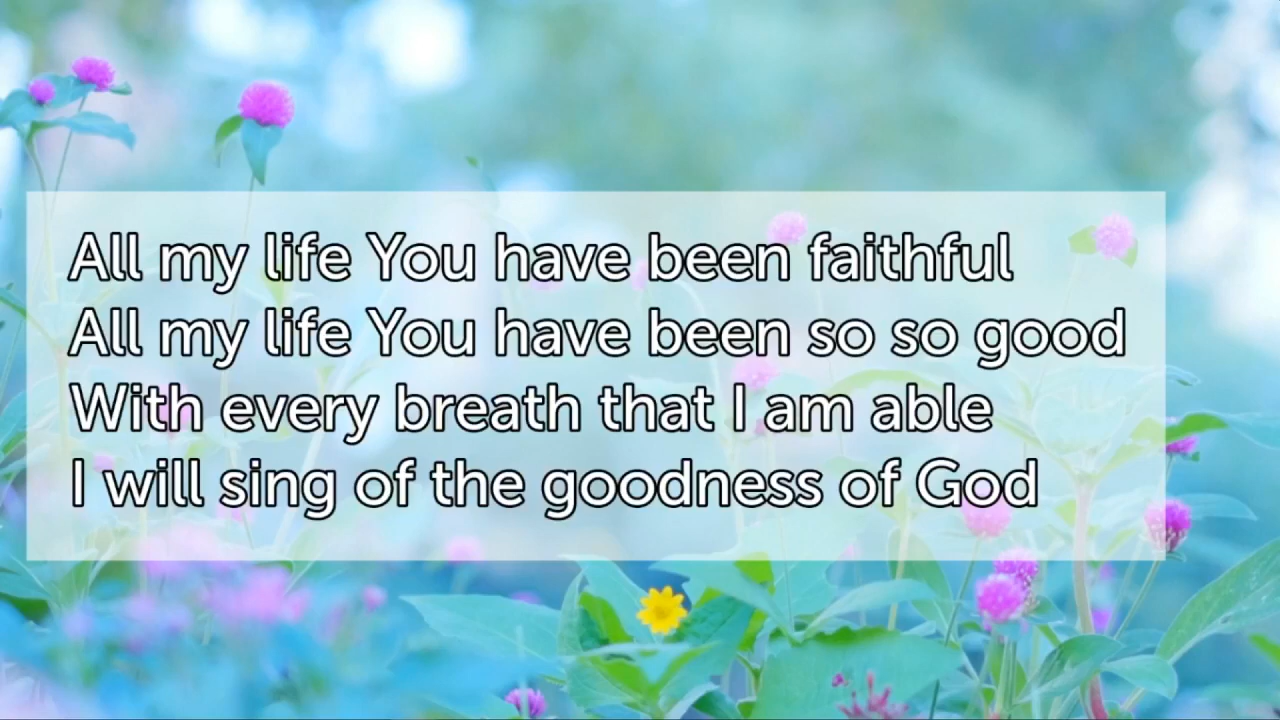 All my life You have been faithful
All my life You have been so so good
With every breath that I am able
I will sing of the goodness of God